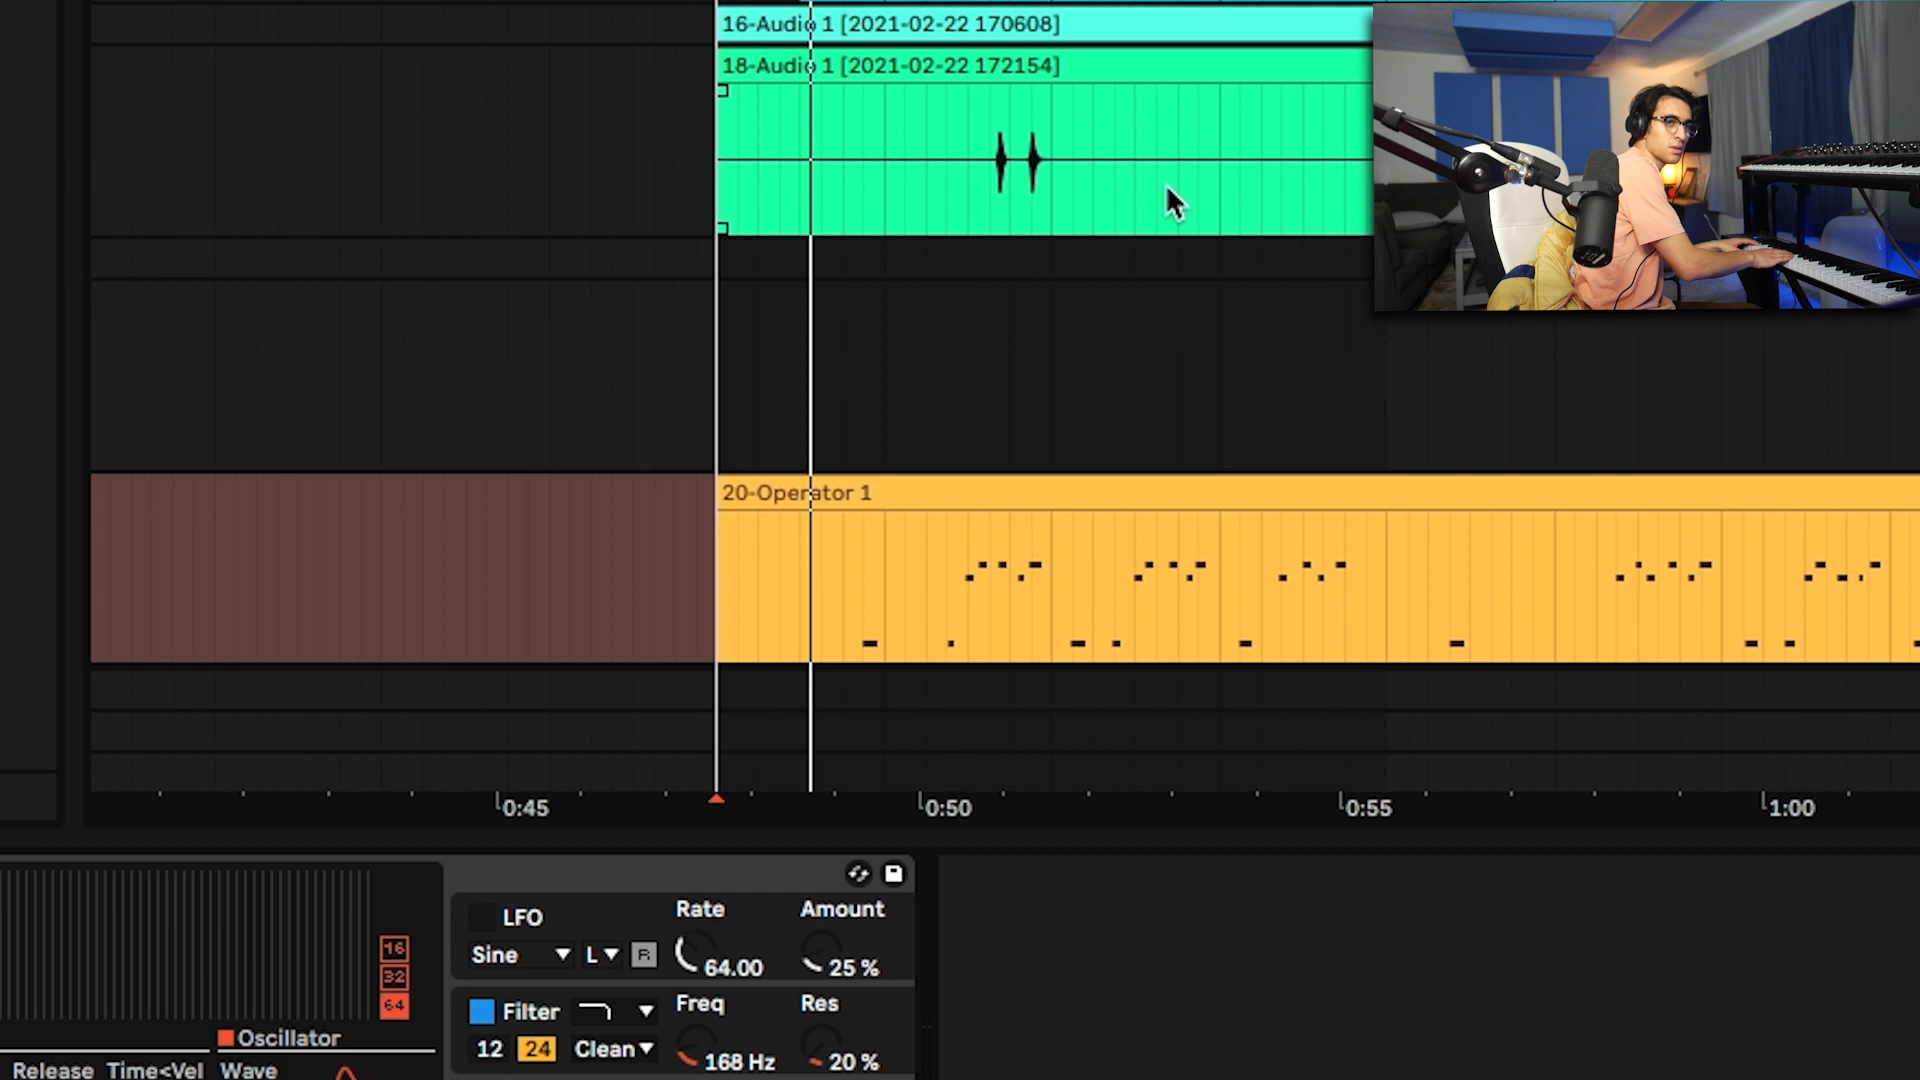 16-Audio 1 [2021-02-22 170608]
18-Audio 1 [2021-02-22 172154]
20-Operator 1
0:45
0:50
0:55
1:00
LFO
Rate
Amount
Sine
L
R
64.00
25 %
16
32
64
Filter
Freq
Res
12
24
Clean
168 Hz
20 %
Oscillator
Release
Time<Vel
Wave